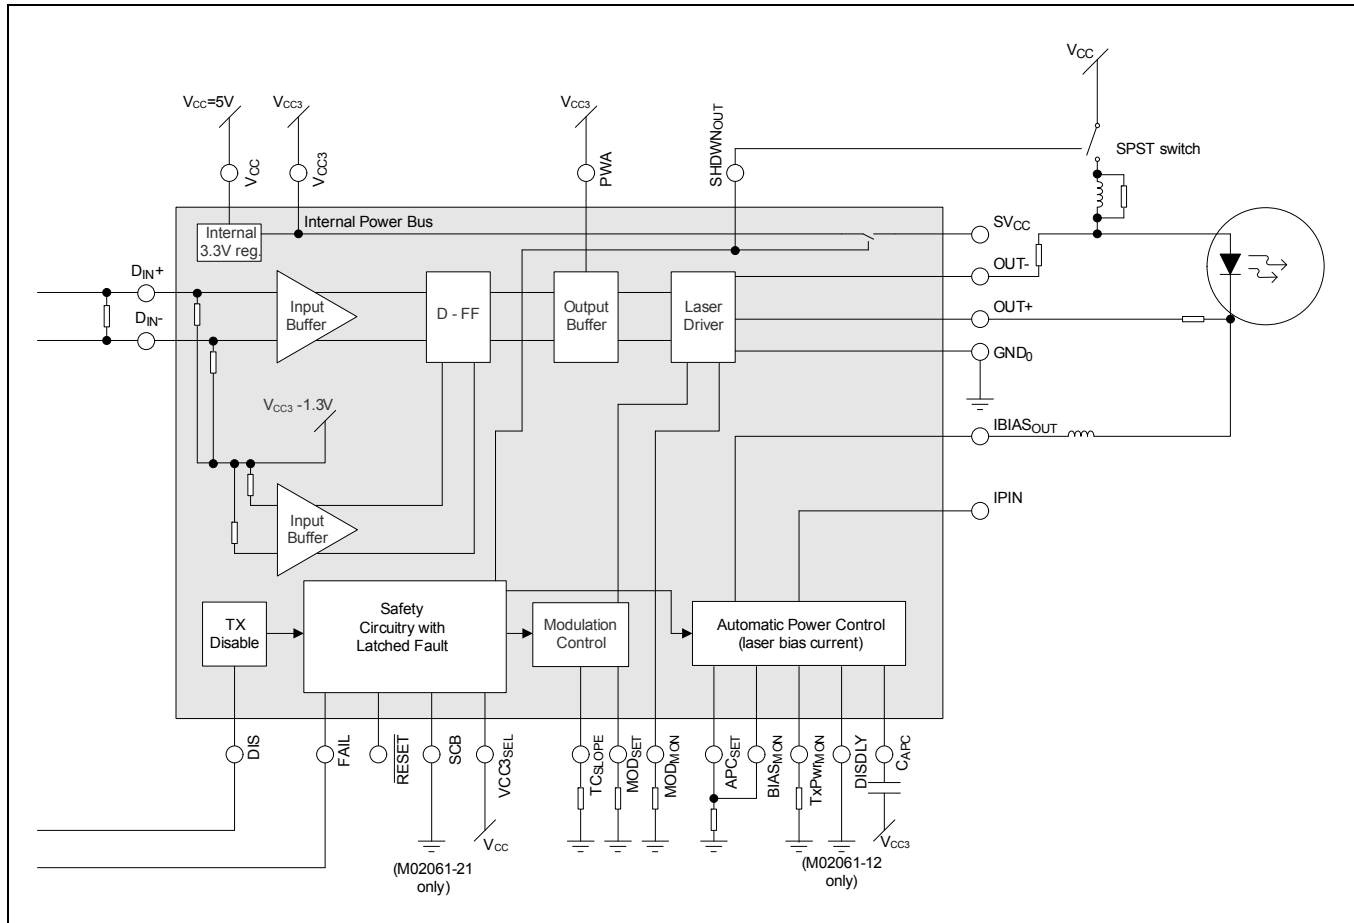 VCC
VCC=5V
VCC3
VCC3
SHDWNOUT
SPST switch
VCC
VCC3
PWA
Internal Power Bus
SVCC
Internal
3.3V reg.
OUT-
DIN+
Input
Buffer
D - FF
Output
Buffer
Laser
Driver
OUT+
DIN-
GND0
VCC3 -1.3V
IBIASOUT
IPIN
Input
Buffer
TX
Disable
Safety
Circuitry with
Latched Fault
Modulation
Control
Automatic Power Control
(laser bias current)
DIS
FAIL
RESET
SCB
VCC3SEL
TCSLOPE
MODSET
MODMON
APCSET
BIASMON
TxPwrMON
DISDLY
CAPC
VCC
VCC3
(M02061-21
only)
(M02061-12
only)